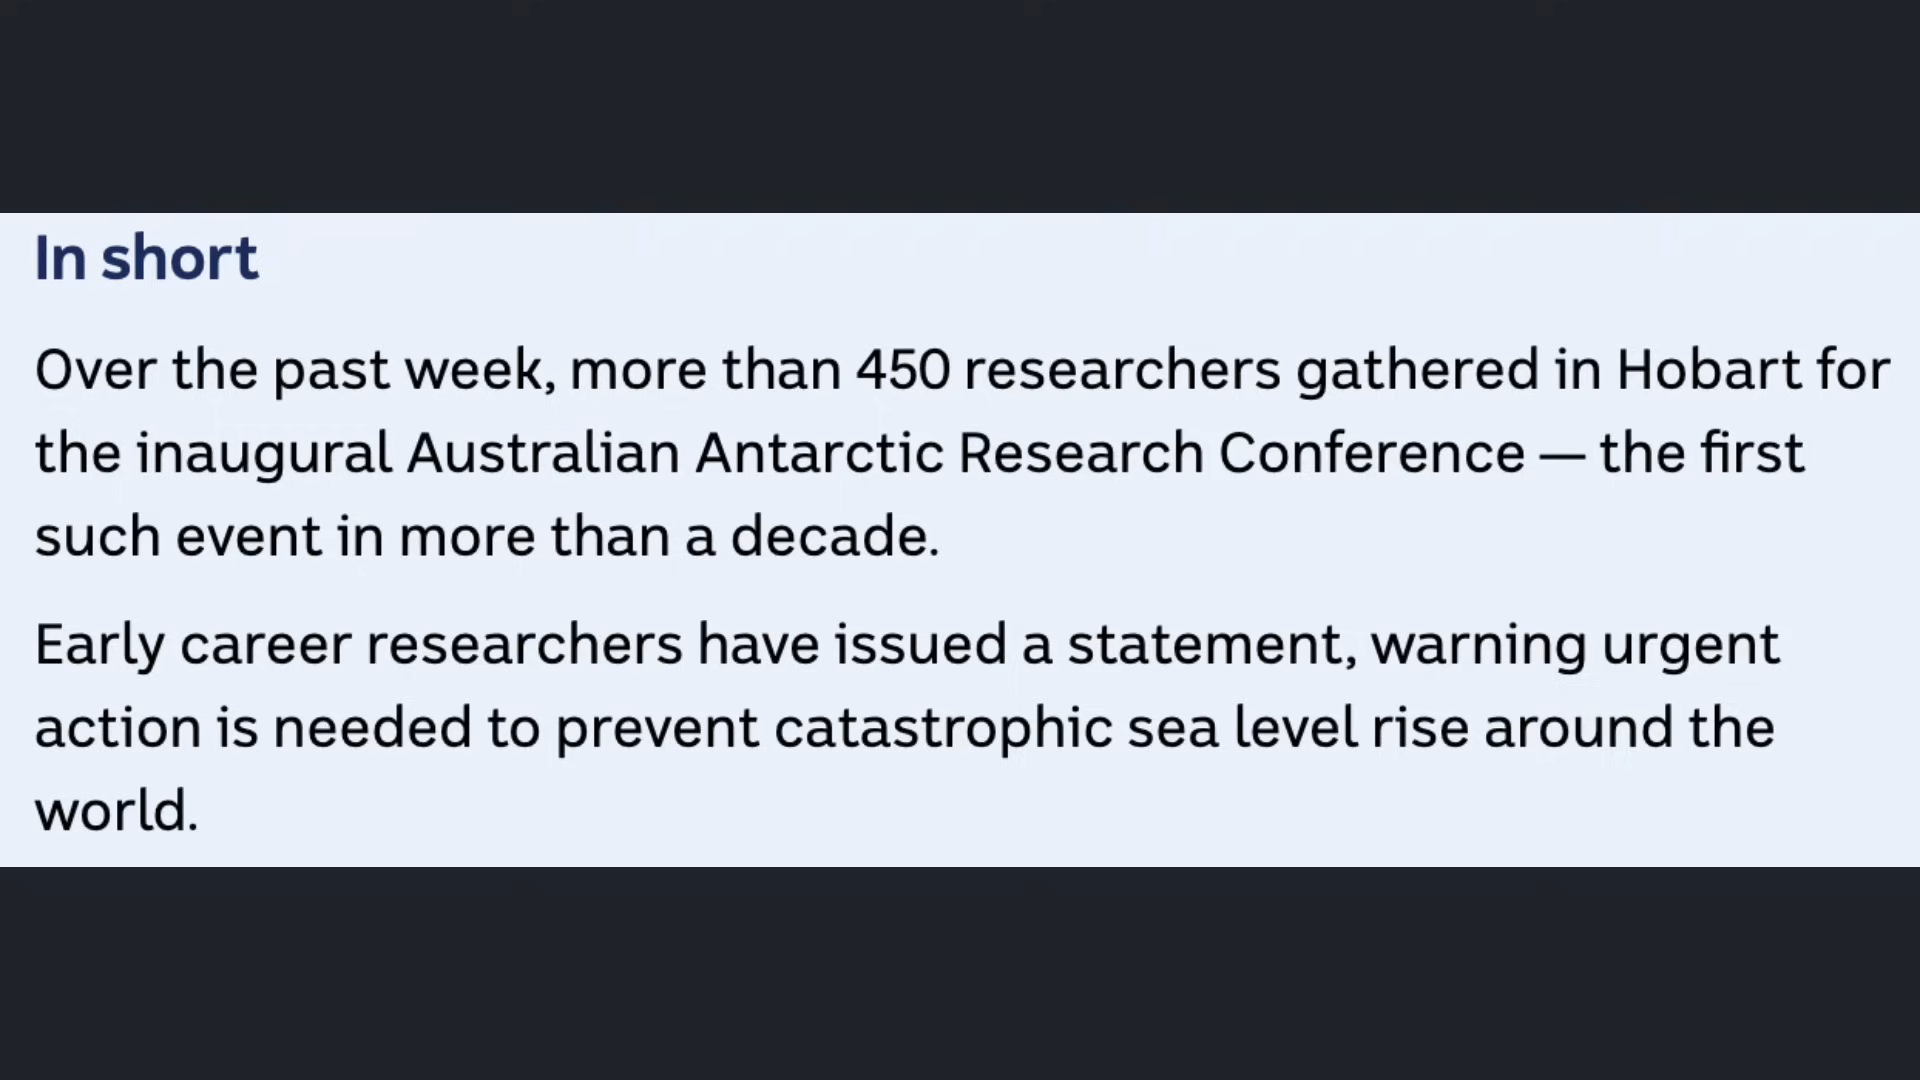 In short
Over the past week, more than 450 researchers gathered in Hobart for
the inaugural Australian Antarctic Research Conference — the first
such event in more than a decade.
Early career researchers have issued a statement, warning urgent
action is needed to prevent catastrophic sea level rise around the
world.